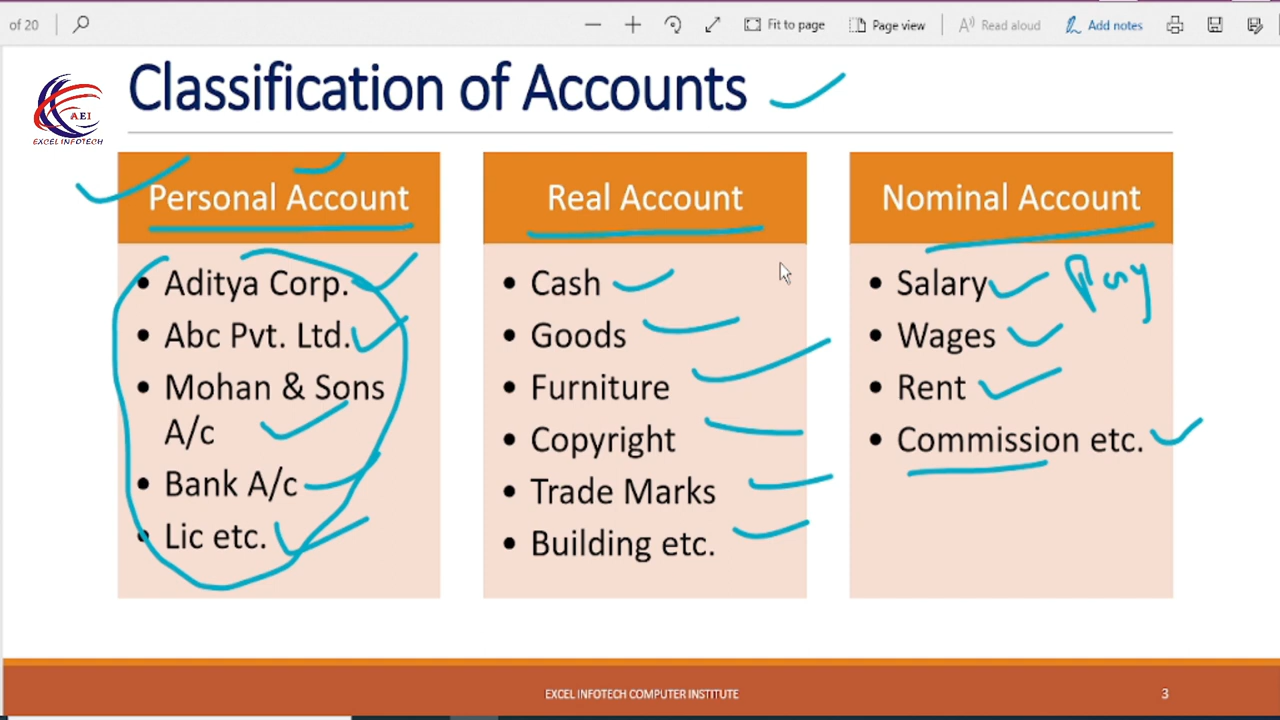 of 20
Fit to page
Page view
Read aloud
Add notes
Classification of Accounts
AEI
EXCEL INFOTECH
Personal Account
• Aditya Corp.
• Abc Pvt. Ltd.
• Mohan & Sons
A/c
• Bank A/c
• Lic etc.
Real Account
• Cash
• Goods
• Furniture
• Copyright
• Trade Marks
• Building etc.
Nominal Account
• Salary Pay
• Wages
• Rent
• Commission etc.
EXCEL INFOTECH COMPUTER INSTITUTE
3